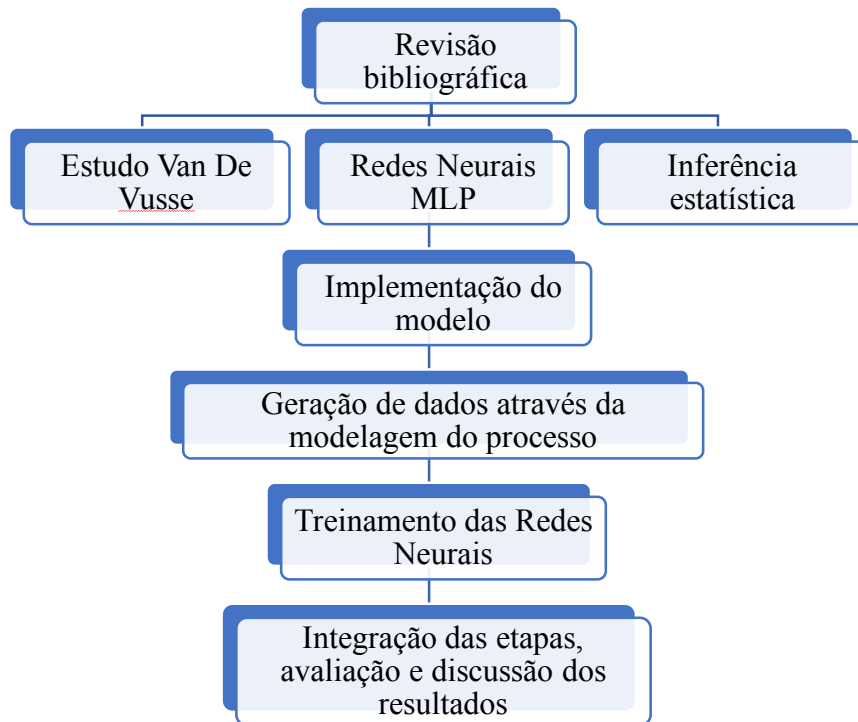 Revisão
bibliográfica
Estudo Van De
Vusse
Redes Neurais
MLP
Inferência
estatística
Implementação do
modelo
Geração de dados através da
modelagem do processo
Treinamento das Redes
Neurais
Integração das etapas,
avaliação e discussão dos
resultados